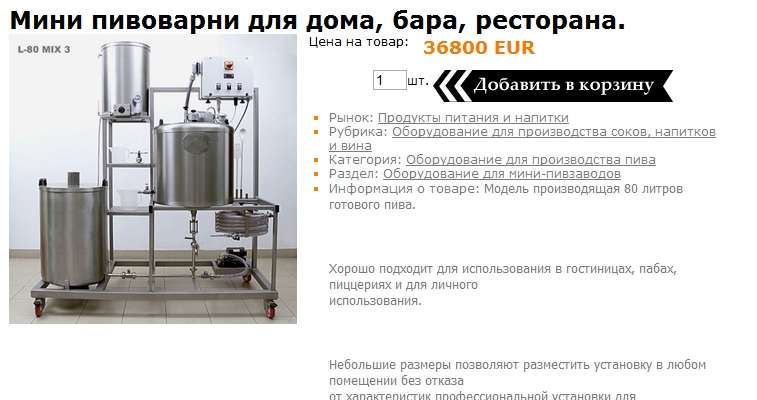 Мини пивоварни для дома, бара, ресторана.
L-80 MIX 3
Цена на товар: 36800 EUR
1 шт. Добавить в корзину
Рынок: Продукты питания и напитки
Рубрика: Оборудование для производства соков, напитков
и вина
Категория: Оборудование для производства пива
Раздел: Оборудование для мини-пивзаводов
Информация о товаре: Модель производящая 80 литров
готового пива.
Хорошо подходит для использования в гостиницах, пабах,
пиццериях и для личного
использования.
Небольшие размеры позволяют разместить установку в любом
помещении без отказа
от характеристик профессиональной установки для